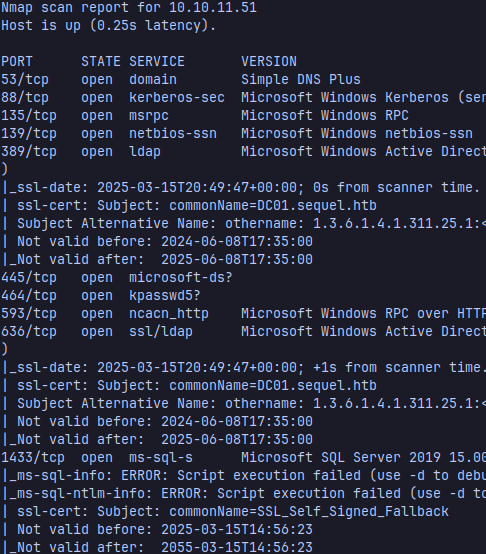 Nmap scan report for 10.10.11.51
Host is up (0.25s latency).
PORT      STATE SERVICE       VERSION
53/tcp    open  domain        Simple DNS Plus
88/tcp    open  kerberos-sec  Microsoft Windows Kerberos (ser
135/tcp   open  msrpc         Microsoft Windows RPC
139/tcp   open  netbios-ssn   Microsoft Windows netbios-ssn
389/tcp   open  ldap          Microsoft Windows Active Direct
)
|_ssl-date: 2025-03-15T20:49:47+00:00; 0s from scanner time.
| ssl-cert: Subject: commonName=DC01.sequel.htb
| Subject Alternative Name: othername: 1.3.6.1.4.1.311.25.1:<
| Not valid before: 2024-06-08T17:35:00
|_Not valid after:  2025-06-08T17:35:00
445/tcp   open  microsoft-ds?
464/tcp   open  kpasswd5?
593/tcp   open  ncacn_http    Microsoft Windows RPC over HTTP
636/tcp   open  ssl/ldap      Microsoft Windows Active Direct
)
|_ssl-date: 2025-03-15T20:49:47+00:00; +1s from scanner time.
| ssl-cert: Subject: commonName=DC01.sequel.htb
| Subject Alternative Name: othername: 1.3.6.1.4.1.311.25.1:<
| Not valid before: 2024-06-08T17:35:00
|_Not valid after:  2025-06-08T17:35:00
1433/tcp  open  ms-sql-s      Microsoft SQL Server 2019 15.00
|_ms-sql-info: ERROR: Script execution failed (use -d to debu
|_ms-sql-ntlm-info: ERROR: Script execution failed (use -d to
| ssl-cert: Subject: commonName=SSL_Self_Signed_Fallback
| Not valid before: 2025-03-15T14:56:23
|_Not valid after:  2055-03-15T14:56:23